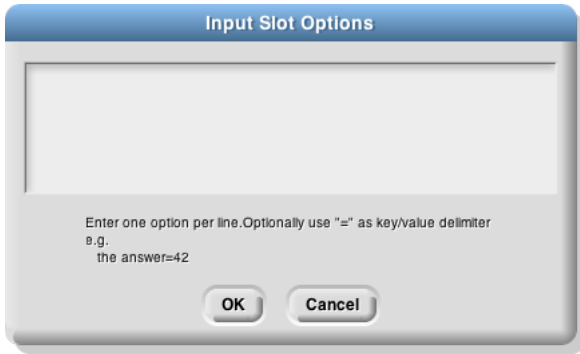 Input Slot Options
Enter one option per line.Optionally use "=" as key/value delimiter
e.g.
the answer=42
OK
Cancel